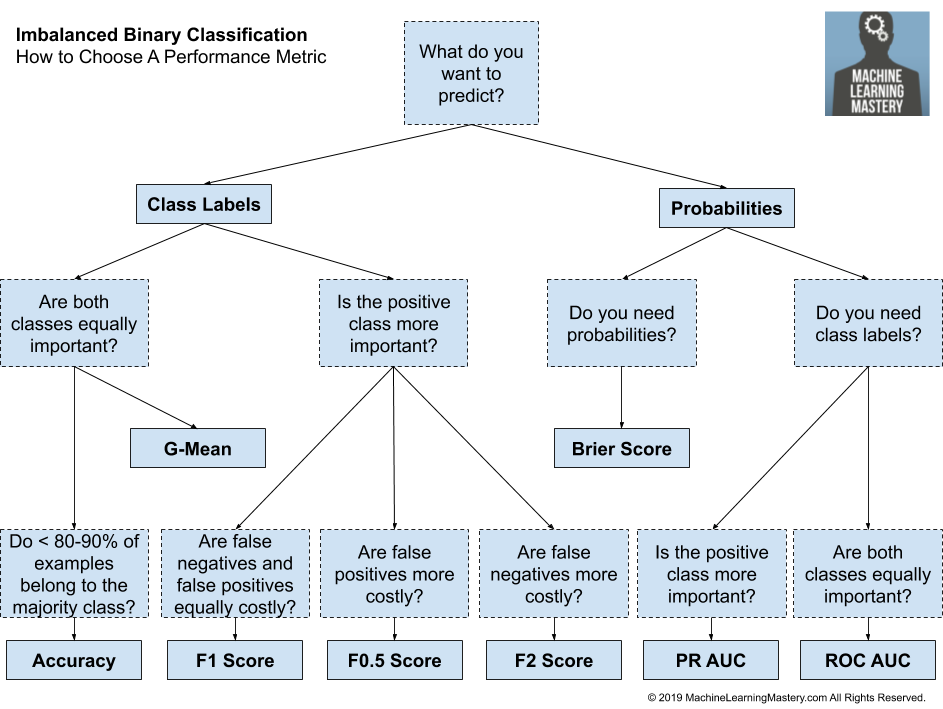 Imbalanced Binary Classification
How to Choose A Performance Metric
What do you
want to
predict?
MACHINE
LEARNING
MASTERY
Class Labels
Probabilities
Are both
classes equally
important?
Is the positive
class more
important?
Do you need
probabilities?
Do you need
class labels?
G-Mean
Brier Score
Do < 80-90% of
examples
belong to the
majority class?
Are false
negatives and
false positives
equally costly?
Are false
positives more
costly?
Are false
negatives more
costly?
Is the positive
class more
important?
Are both
classes equally
important?
Accuracy
F1 Score
F0.5 Score
F2 Score
PR AUC
ROC AUC
© 2019 MachineLearningMastery.com All Rights Reserved.